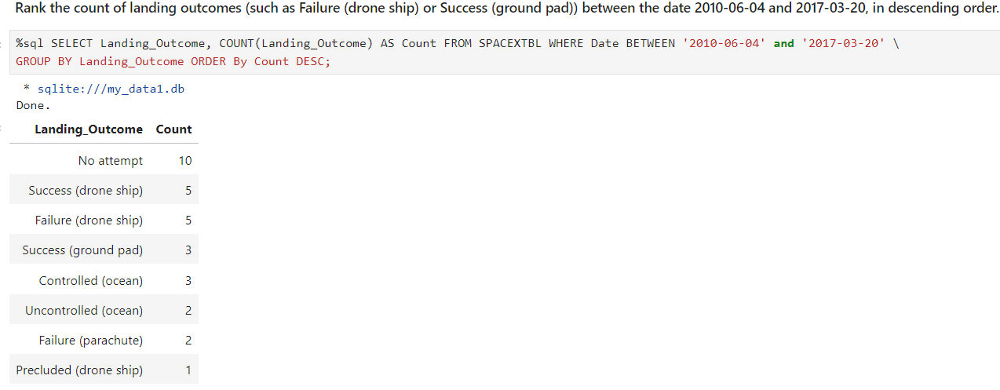 Rank the count of landing outcomes (such as Failure (drone ship) or Success (ground pad)) between the date 2010-06-04 and 2017-03-20, in descending order.
%sql SELECT Landing_Outcome, COUNT(Landing_Outcome) AS Count FROM SPACEXTBL WHERE Date BETWEEN '2010-06-04' and '2017-03-20' \
GROUP BY Landing_Outcome ORDER By Count DESC;
* sqlite:///my_data1.db
Done.
Landing_Outcome Count
No attempt 10
Success (drone ship) 5
Failure (drone ship) 5
Success (ground pad) 3
Controlled (ocean) 3
Uncontrolled (ocean) 2
Failure (parachute) 2
Precluded (drone ship) 1